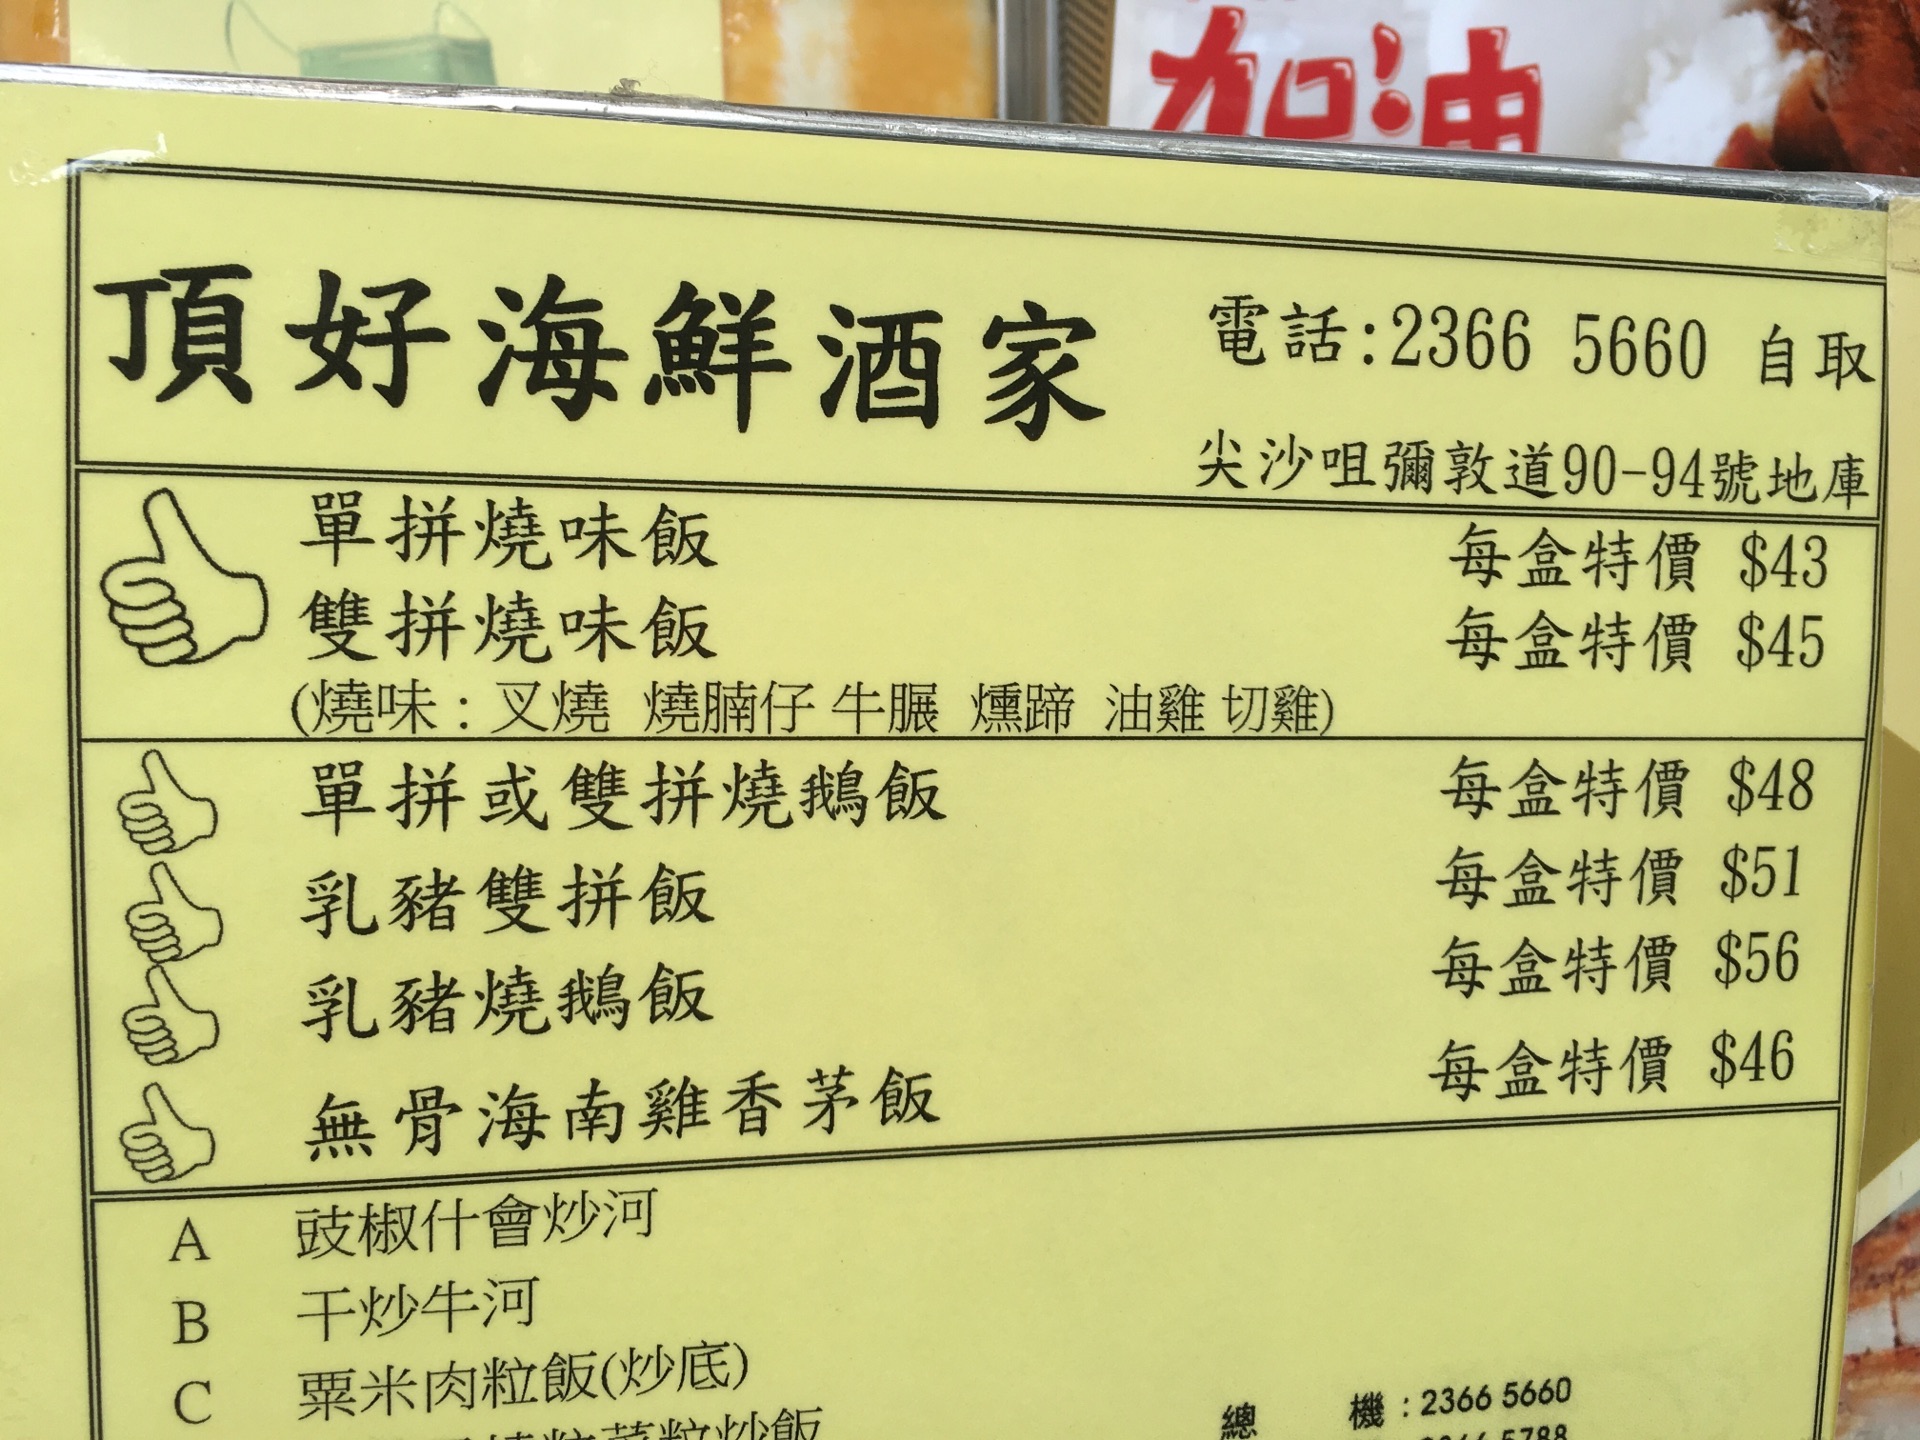 加油
頂好海鮮酒家
電話:2366 5660 自取
尖沙咀彌敦道90-94號地庫
單拼燒味飯 每盒特價 $43
雙拼燒味飯 每盒特價 $45
(燒味：叉燒 燒腩仔 牛𦟌 燻蹄 油雞 切雞)
單拼或雙拼燒鵝飯 每盒特價 $48
乳豬雙拼飯 每盒特價 $51
乳豬燒鵝飯 每盒特價 $56
無骨海南雞香茅飯 每盒特價 $46
A 豉椒什會炒河
B 干炒牛河
C 粟米肉粒飯(炒底)
總 機：2366 5660